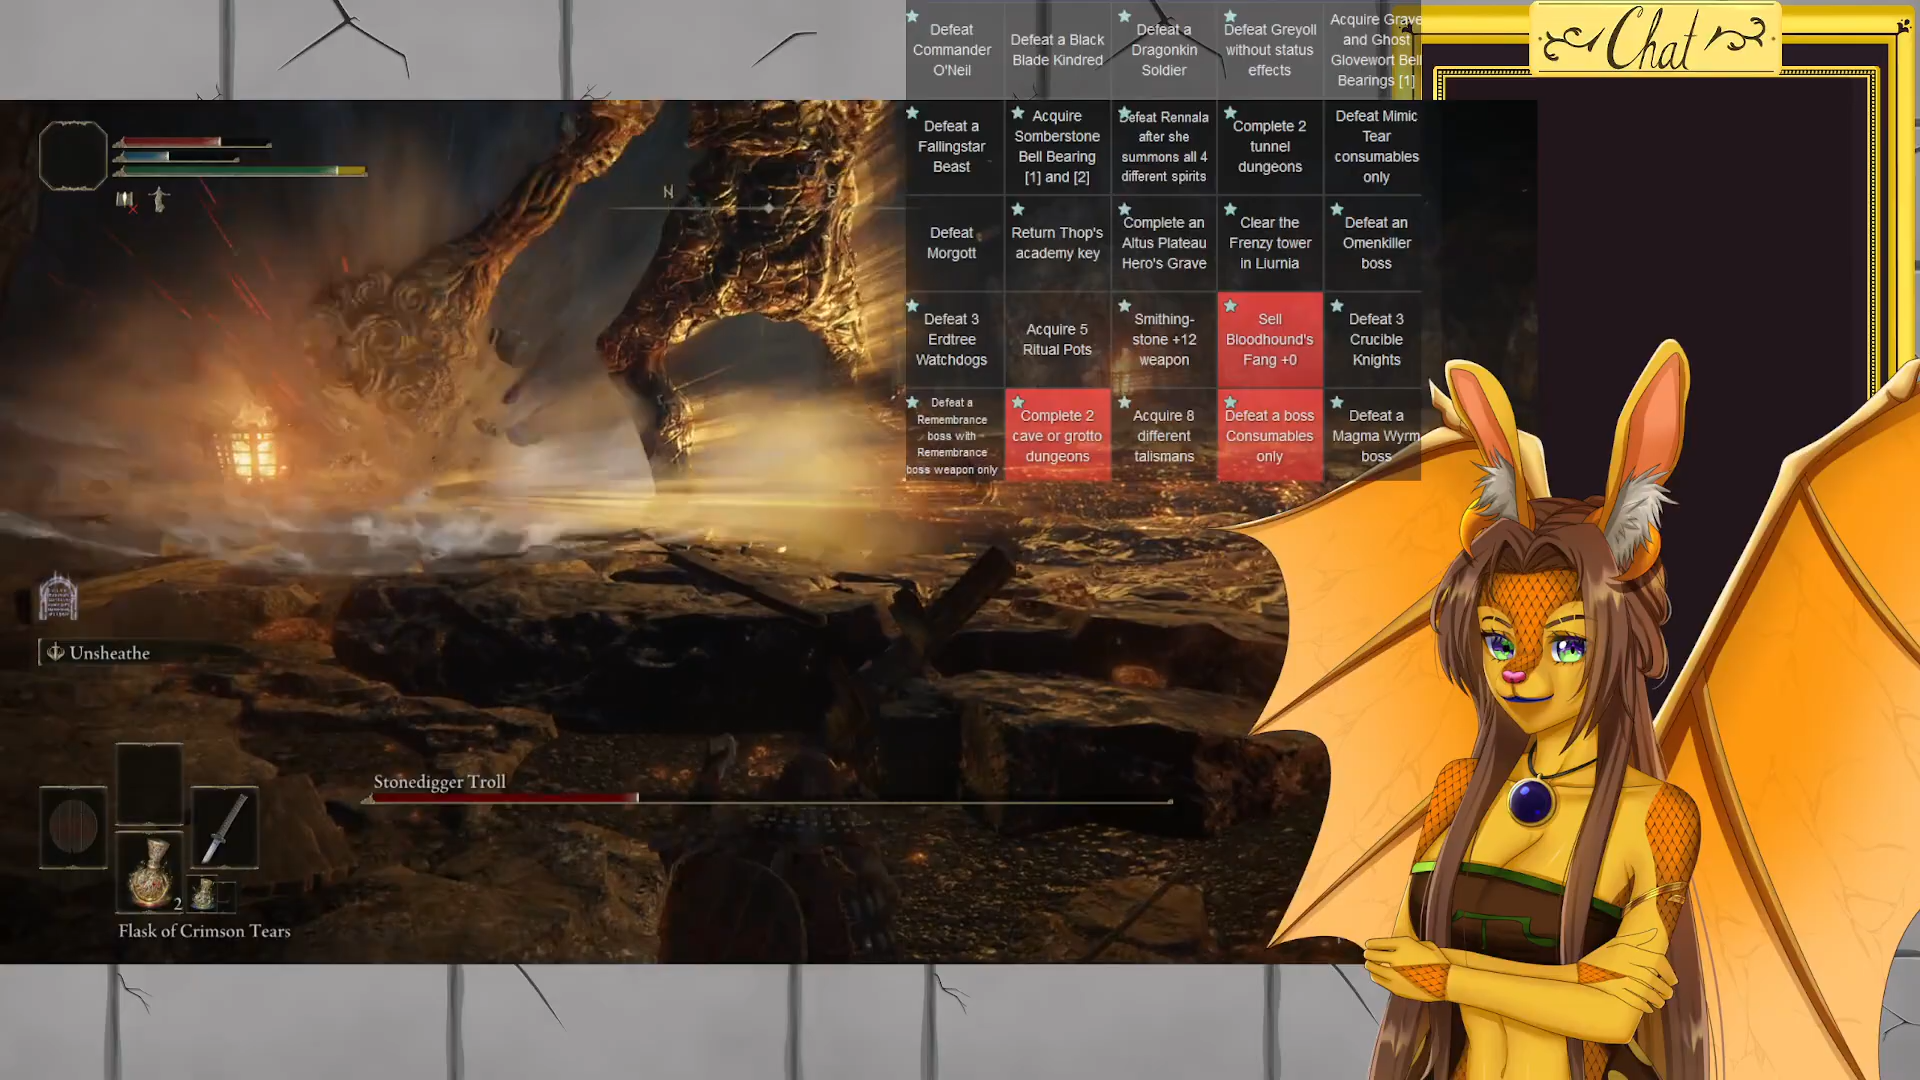 Defeat
Commander
O'Neil
Defeat a Black
Blade Kindred
Defeat a
Dragonkin
Soldier
Defeat Greyoll
without status
effects
Acquire Grave
and Ghost
Glovewort Bell
Bearings [1]
Chat
Defeat a
Fallingstar
Beast
Acquire
Somberstone
Bell Bearing
[1] and [2]
Defeat Rennala
after she
summons all 4
different spirits
Complete 2
tunnel
dungeons
Defeat Mimic
Tear
consumables
only
N
E
Defeat
Morgott
Return Thop's
academy key
Complete an
Altus Plateau
Hero's Grave
Clear the
Frenzy tower
in Liurnia
Defeat an
Omenkiller
boss
Defeat 3
Erdtree
Watchdogs
Acquire 5
Ritual Pots
Smithing-
stone +12
weapon
Sell
Bloodhound's
Fang +0
Defeat 3
Crucible
Knights
Defeat a
Remembrance
boss with
Remembrance
boss weapon only
Complete 2
cave or grotto
dungeons
Acquire 8
different
talismans
Defeat a boss
Consumables
only
Defeat a
Magma Wyrm
boss
Unsheathe
Stonedigger Troll
2
Flask of Crimson Tears